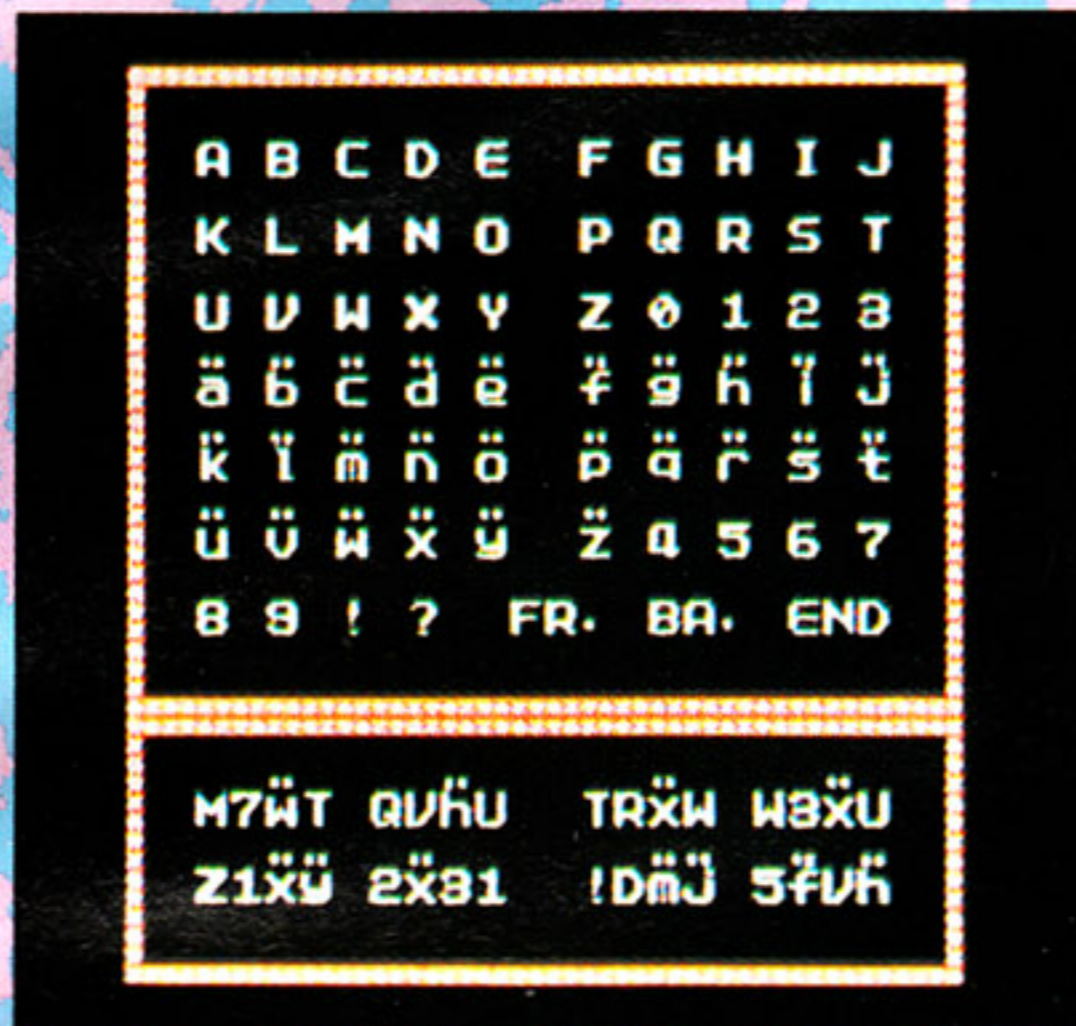 A B C D E F G H I J
K L M N O P Q R S T
U V W X Y Z 0 1 2 3
ä b̈ c̈ d̈ ë f̈ g̈ ḧ ï j̈
k̈ l̈ m̈ n̈ ö p̈ q̈ r̈ s̈ ẗ
ü v̈ ẅ ẍ ÿ z̈ 4 5 6 7
8 9 ! ? FR. BA. END
M7ẅT QVḧU TRẍW W3ẍU
Z1ẍÿ 2ẍ31 !Dm̈j̈ 5f̈Vḧ